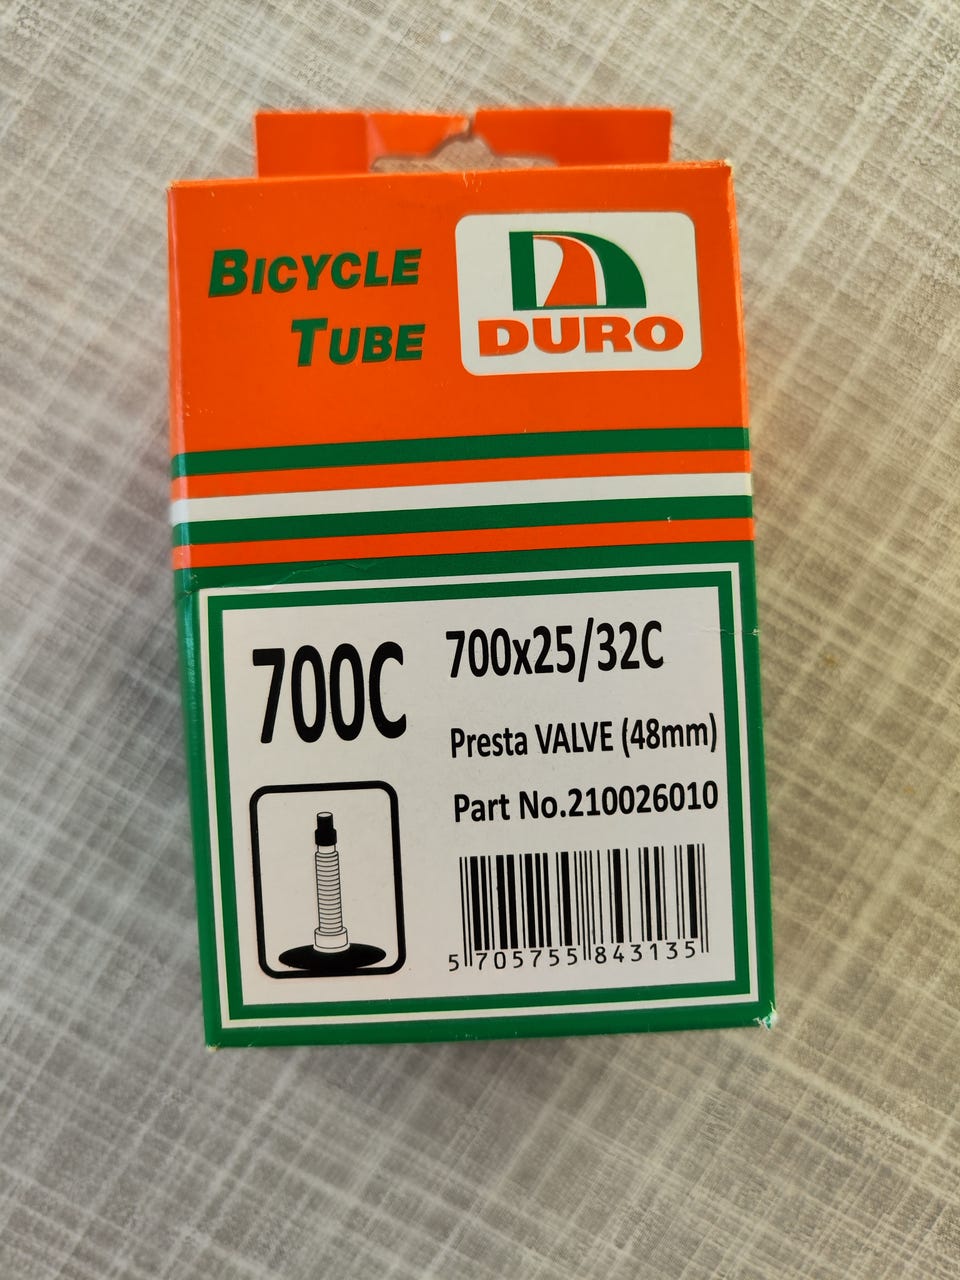 BICYCLE
TUBE
DURO
700C
700x25/32C
Presta VALVE (48mm)
Part No.210026010
5 705755 843135